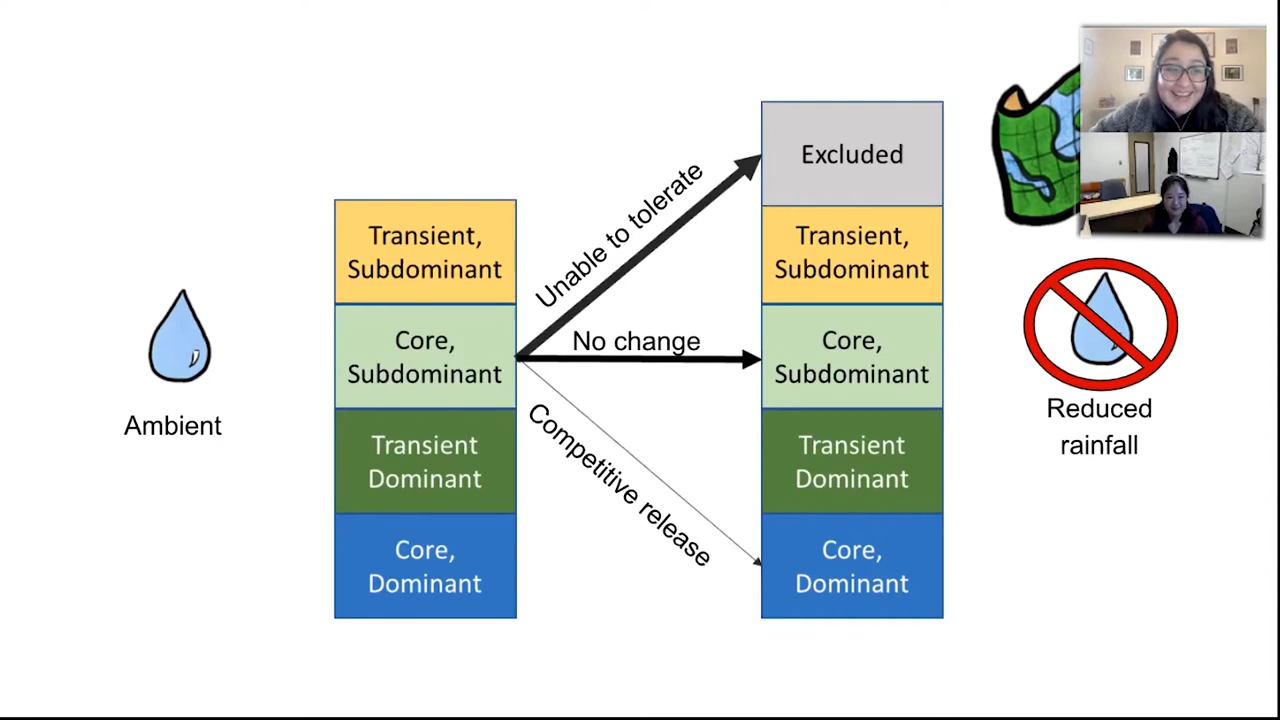 Excluded
Unable to tolerate
Transient,
Subdominant
Transient,
Subdominant
No change
Core,
Subdominant
Core,
Subdominant
Ambient
Reduced
rainfall
Competitive release
Transient
Dominant
Transient
Dominant
Core,
Dominant
Core,
Dominant